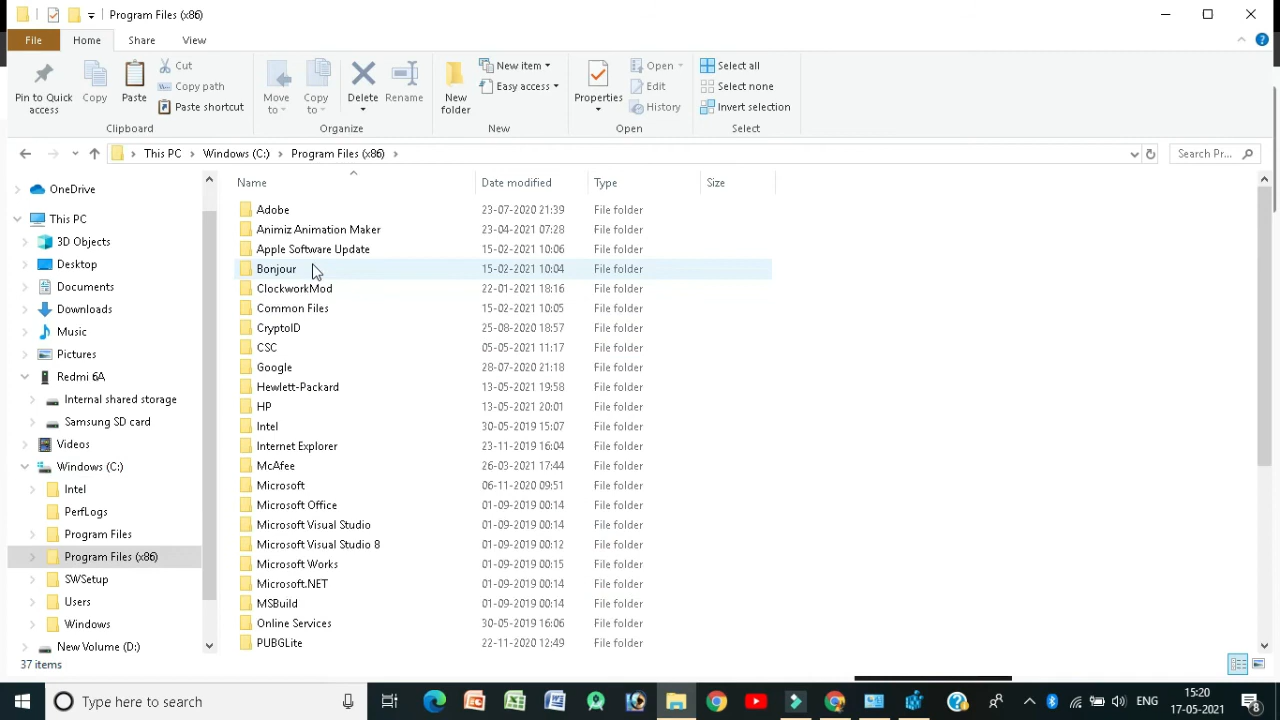 Program Files (x86)
File Home Share View
Pin to Quick access
Copy
Paste
Cut
Copy path
Paste shortcut
Clipboard
Move to
Copy to
Delete
Rename
Organize
New folder
New item
Easy access
New
Properties
Open
Edit
History
Open
Select all
Select none
Invert selection
Select
This PC Windows (C:) Program Files (x86)
Search Pr...
OneDrive
This PC
3D Objects
Desktop
Documents
Downloads
Music
Pictures
Redmi 6A
Internal shared storage
Samsung SD card
Videos
Windows (C:)
Intel
PerfLogs
Program Files
Program Files (x86)
SWSetup
Users
Windows
New Volume (D:)
Name Date modified Type Size
Adobe 23-07-2020 21:39 File folder
Animiz Animation Maker 23-04-2021 07:28 File folder
Apple Software Update 15-02-2021 10:06 File folder
Bonjour 15-02-2021 10:04 File folder
ClockworkMod 22-01-2021 18:16 File folder
Common Files 15-02-2021 10:05 File folder
CryptoID 25-08-2020 18:57 File folder
CSC 05-05-2021 11:17 File folder
Google 28-07-2020 21:18 File folder
Hewlett-Packard 13-05-2021 19:58 File folder
HP 13-05-2021 20:01 File folder
Intel 30-05-2019 15:07 File folder
Internet Explorer 23-11-2019 16:04 File folder
McAfee 26-03-2021 17:44 File folder
Microsoft 06-11-2020 09:51 File folder
Microsoft Office 01-09-2019 00:14 File folder
Microsoft Visual Studio 01-09-2019 00:14 File folder
Microsoft Visual Studio 8 01-09-2019 00:12 File folder
Microsoft Works 01-09-2019 00:15 File folder
Microsoft.NET 01-09-2019 00:14 File folder
MSBuild 01-09-2019 00:14 File folder
Online Services 30-05-2019 16:06 File folder
PUBGLite 22-11-2020 12:49 File folder
37 items
Type here to search
ENG
15:20
17-05-2021
8